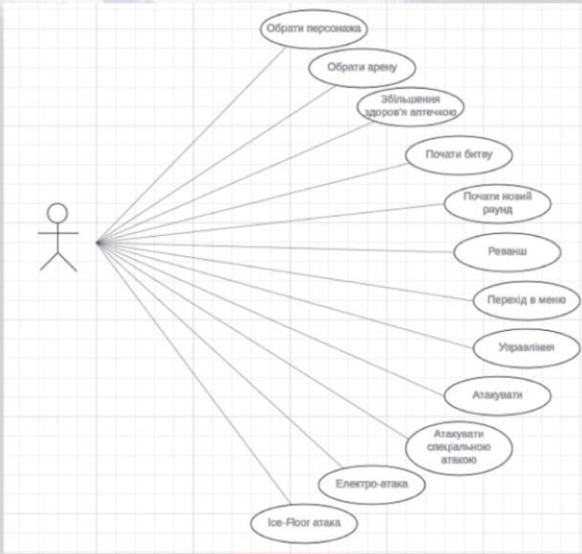 Обрати персонажа
Обрати арену
Збільшення
здоров'я аптечкою
Почати битву
Почати новий
раунд
Реванш
Перехід в меню
Управління
Атакувати
Атакувати
спеціальною
атакою
Електро-атака
Ice-Floor атака